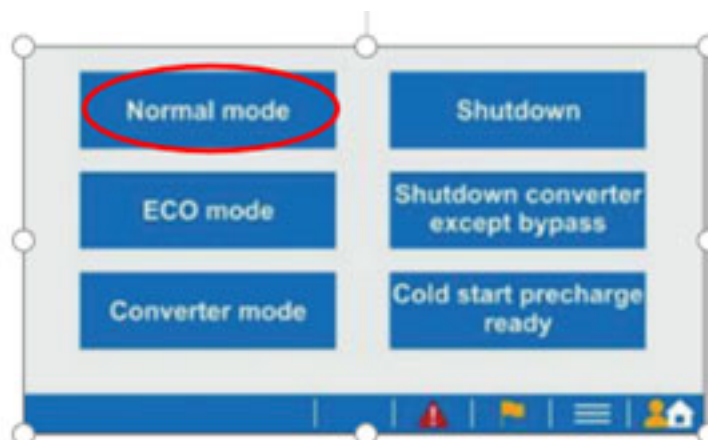 Normal mode
Shutdown
ECO mode
Shutdown converter
except bypass
Converter mode
Cold start precharge
ready